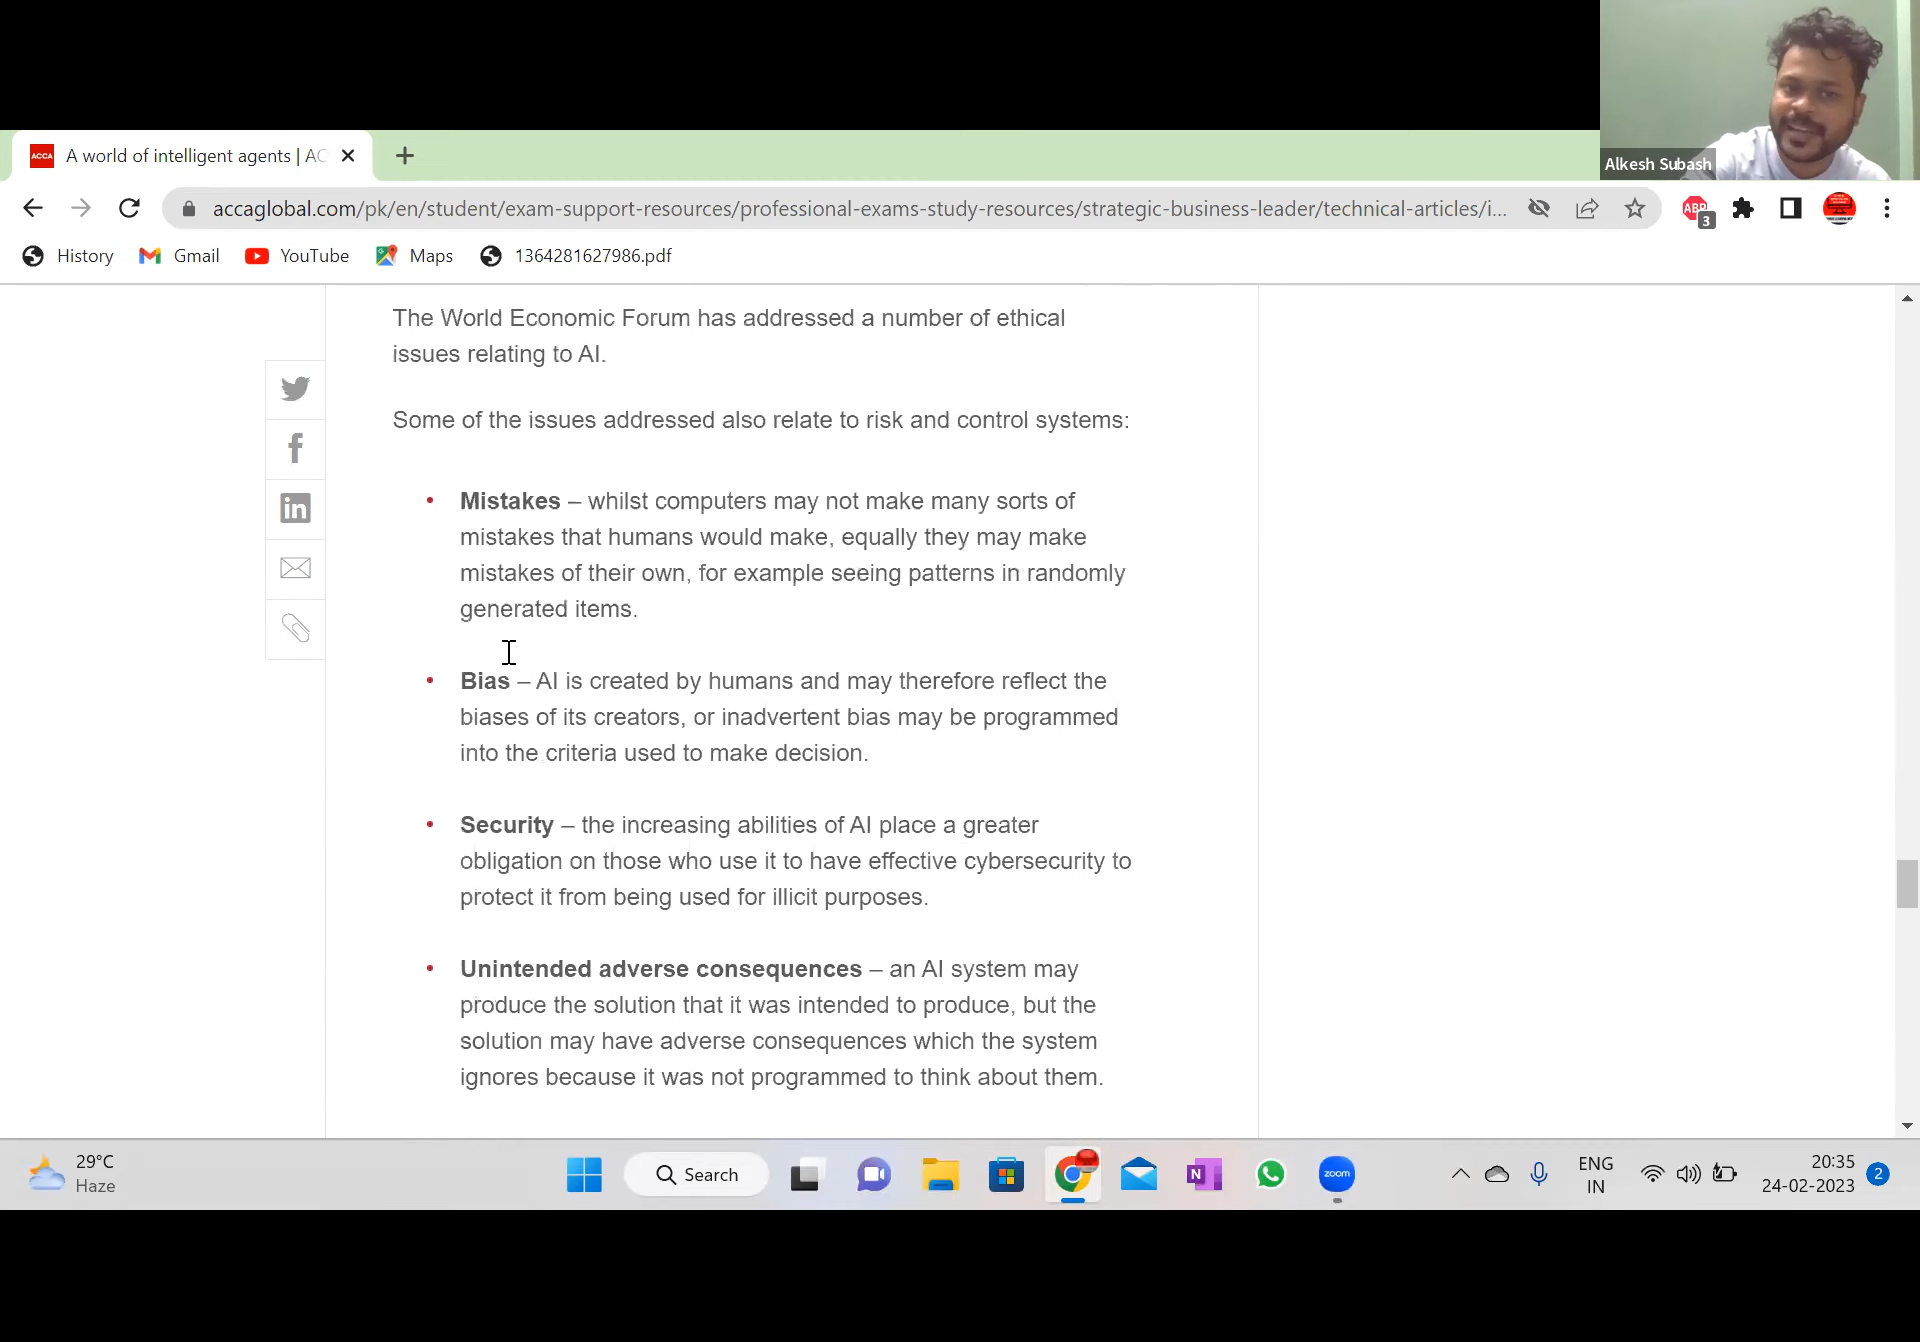 Alkesh Subash
ACCA A world of intelligent agents | AC
accaglobal.com/pk/en/student/exam-support-resources/professional-exams-study-resources/strategic-business-leader/technical-articles/i...
ABP 3
History Gmail YouTube Maps 1364281627986.pdf
The World Economic Forum has addressed a number of ethical
issues relating to AI.
Some of the issues addressed also relate to risk and control systems:
• Mistakes – whilst computers may not make many sorts of
mistakes that humans would make, equally they may make
mistakes of their own, for example seeing patterns in randomly
generated items.
• Bias – AI is created by humans and may therefore reflect the
biases of its creators, or inadvertent bias may be programmed
into the criteria used to make decision.
• Security – the increasing abilities of AI place a greater
obligation on those who use it to have effective cybersecurity to
protect it from being used for illicit purposes.
• Unintended adverse consequences – an AI system may
produce the solution that it was intended to produce, but the
solution may have adverse consequences which the system
ignores because it was not programmed to think about them.
29°C
Haze
Search
N
zoom
ENG
IN
20:35
24-02-2023
2